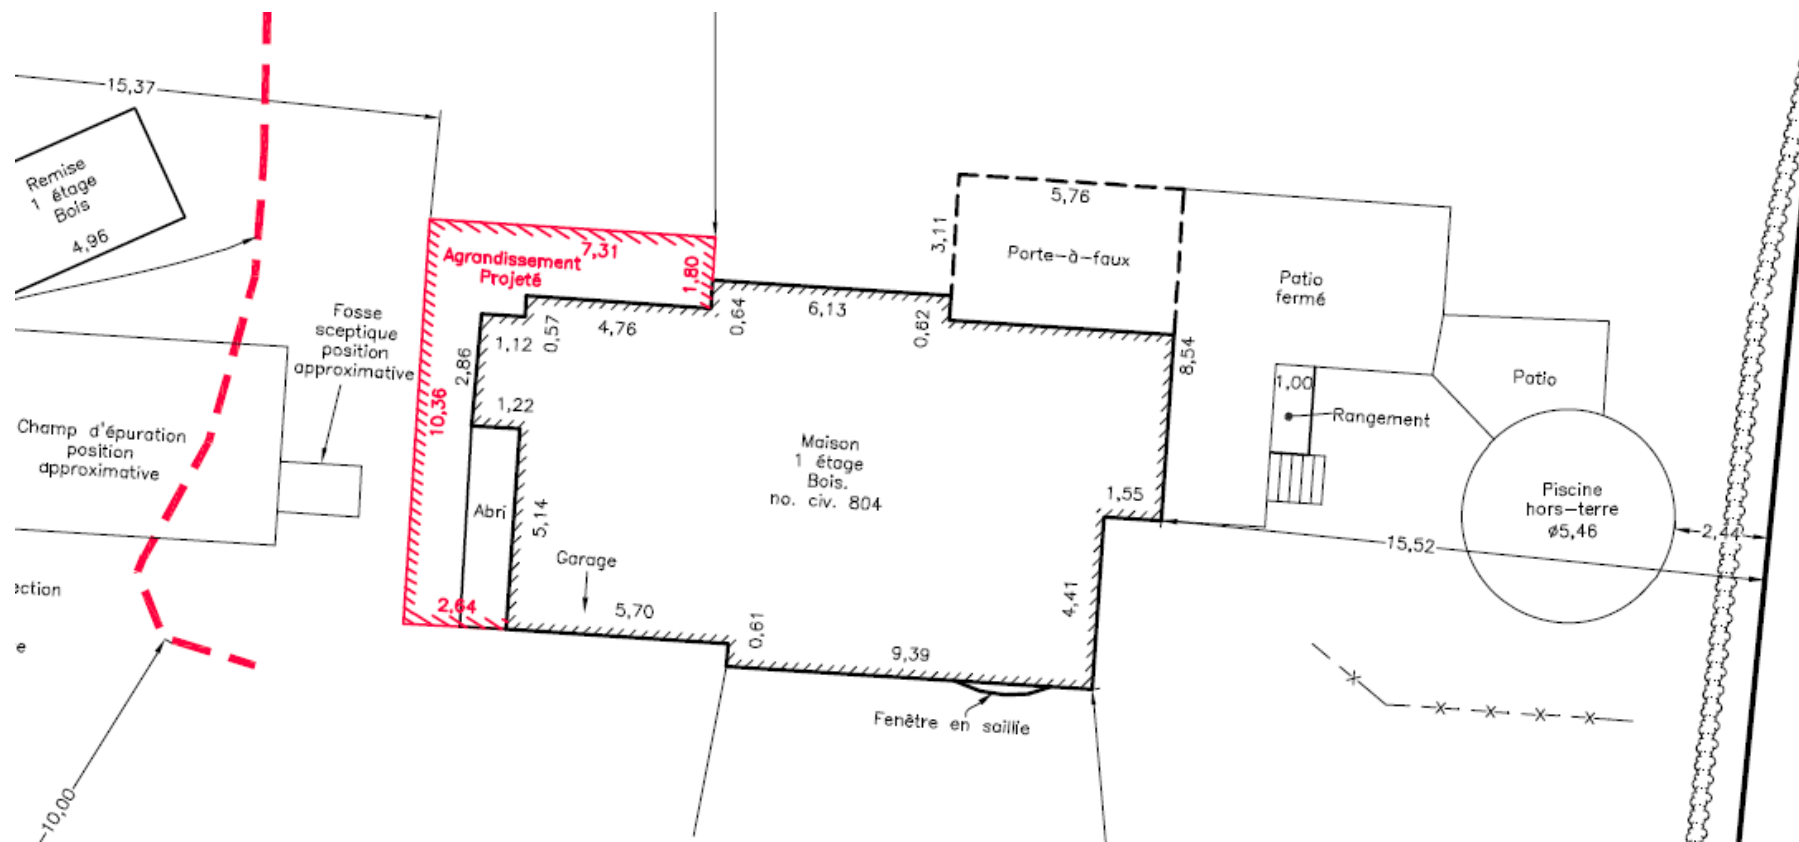 15,37
Remise
1 étage
Bois
4,96
Agrandissement
Projeté
7,31
1,80
10,36
2,64
Fosse
sceptique
position
approximative
Champ d'épuration
position
approximative
ection
e
10,00
2,86
1,12
0,57
4,76
0,64
6,13
0,62
3,11
5,76
Porte-à-faux
Patio
fermé
8,54
1,00
Rangement
Patio
1,22
Abri
5,14
Garage
5,70
0,61
9,39
Maison
1 étage
Bois.
no. civ. 804
1,55
4,41
Fenêtre en saillie
Piscine
hors-terre
ø5,46
2,44
15,52